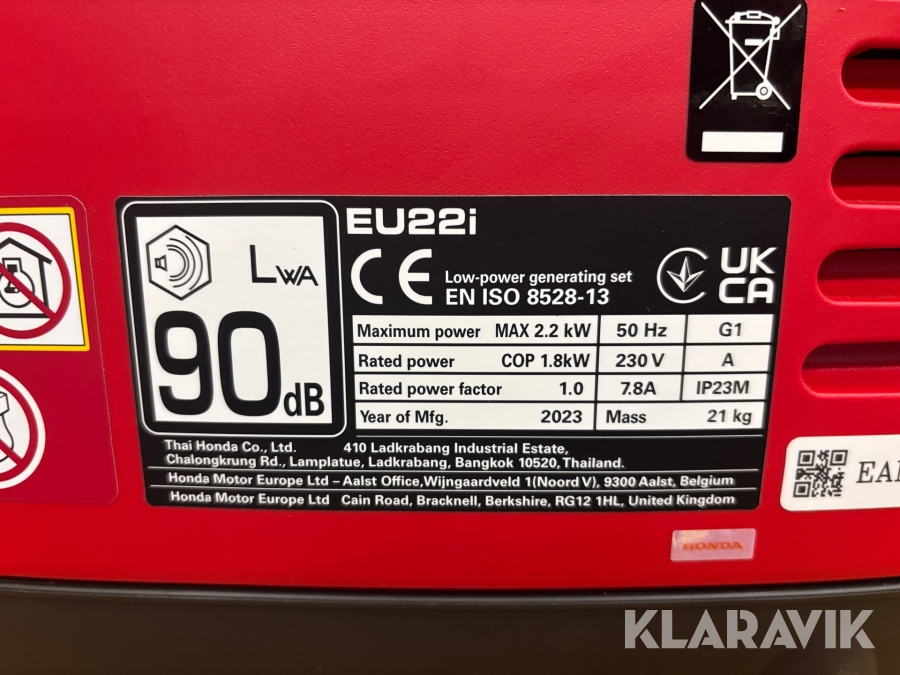 EU22i
LWA
90dB
CE
Low-power generating set
EN ISO 8528-13
UK
CA
Maximum power MAX 2.2 kW 50 Hz G1
Rated power COP 1.8kW 230 V A
Rated power factor 1.0 7.8A IP23M
Year of Mfg. 2023 Mass 21 kg
Thai Honda Co., Ltd. 410 Ladkrabang Industrial Estate,
Chalongkrung Rd., Lamplatue, Ladkrabang, Bangkok 10520, Thailand.
Honda Motor Europe Ltd – Aalst Office,Wijngaardveld 1(Noord V), 9300 Aalst, Belgium
Honda Motor Europe Ltd Cain Road, Bracknell, Berkshire, RG12 1HL, United Kingdom
HONDA
KLARAVIK